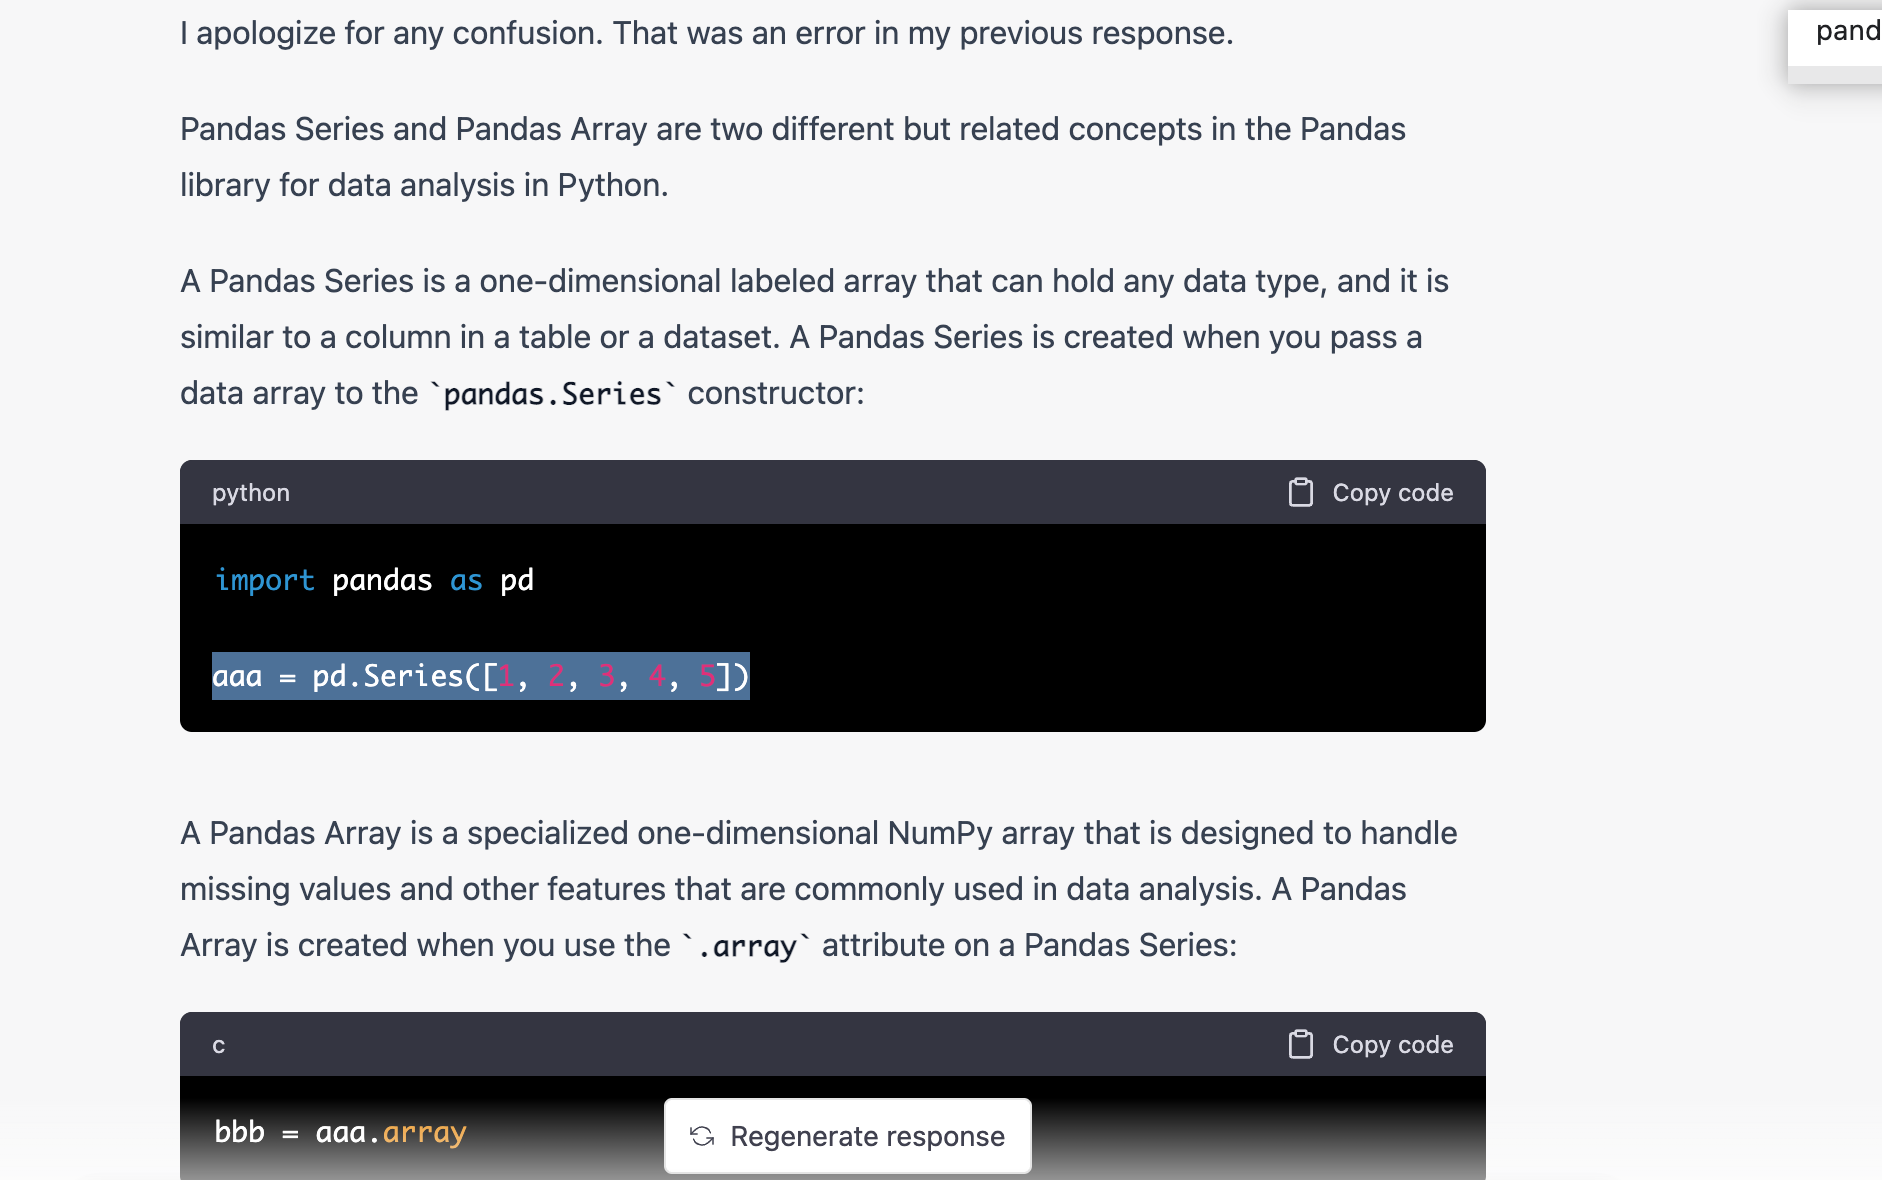 I apologize for any confusion. That was an error in my previous response.
pand
Pandas Series and Pandas Array are two different but related concepts in the Pandas
library for data analysis in Python.
A Pandas Series is a one-dimensional labeled array that can hold any data type, and it is
similar to a column in a table or a dataset. A Pandas Series is created when you pass a
data array to the `pandas.Series` constructor:
python
Copy code
import pandas as pd
aaa = pd.Series([1, 2, 3, 4, 5])
A Pandas Array is a specialized one-dimensional NumPy array that is designed to handle
missing values and other features that are commonly used in data analysis. A Pandas
Array is created when you use the `.array` attribute on a Pandas Series:
c
Copy code
bbb = aaa.array
Regenerate response